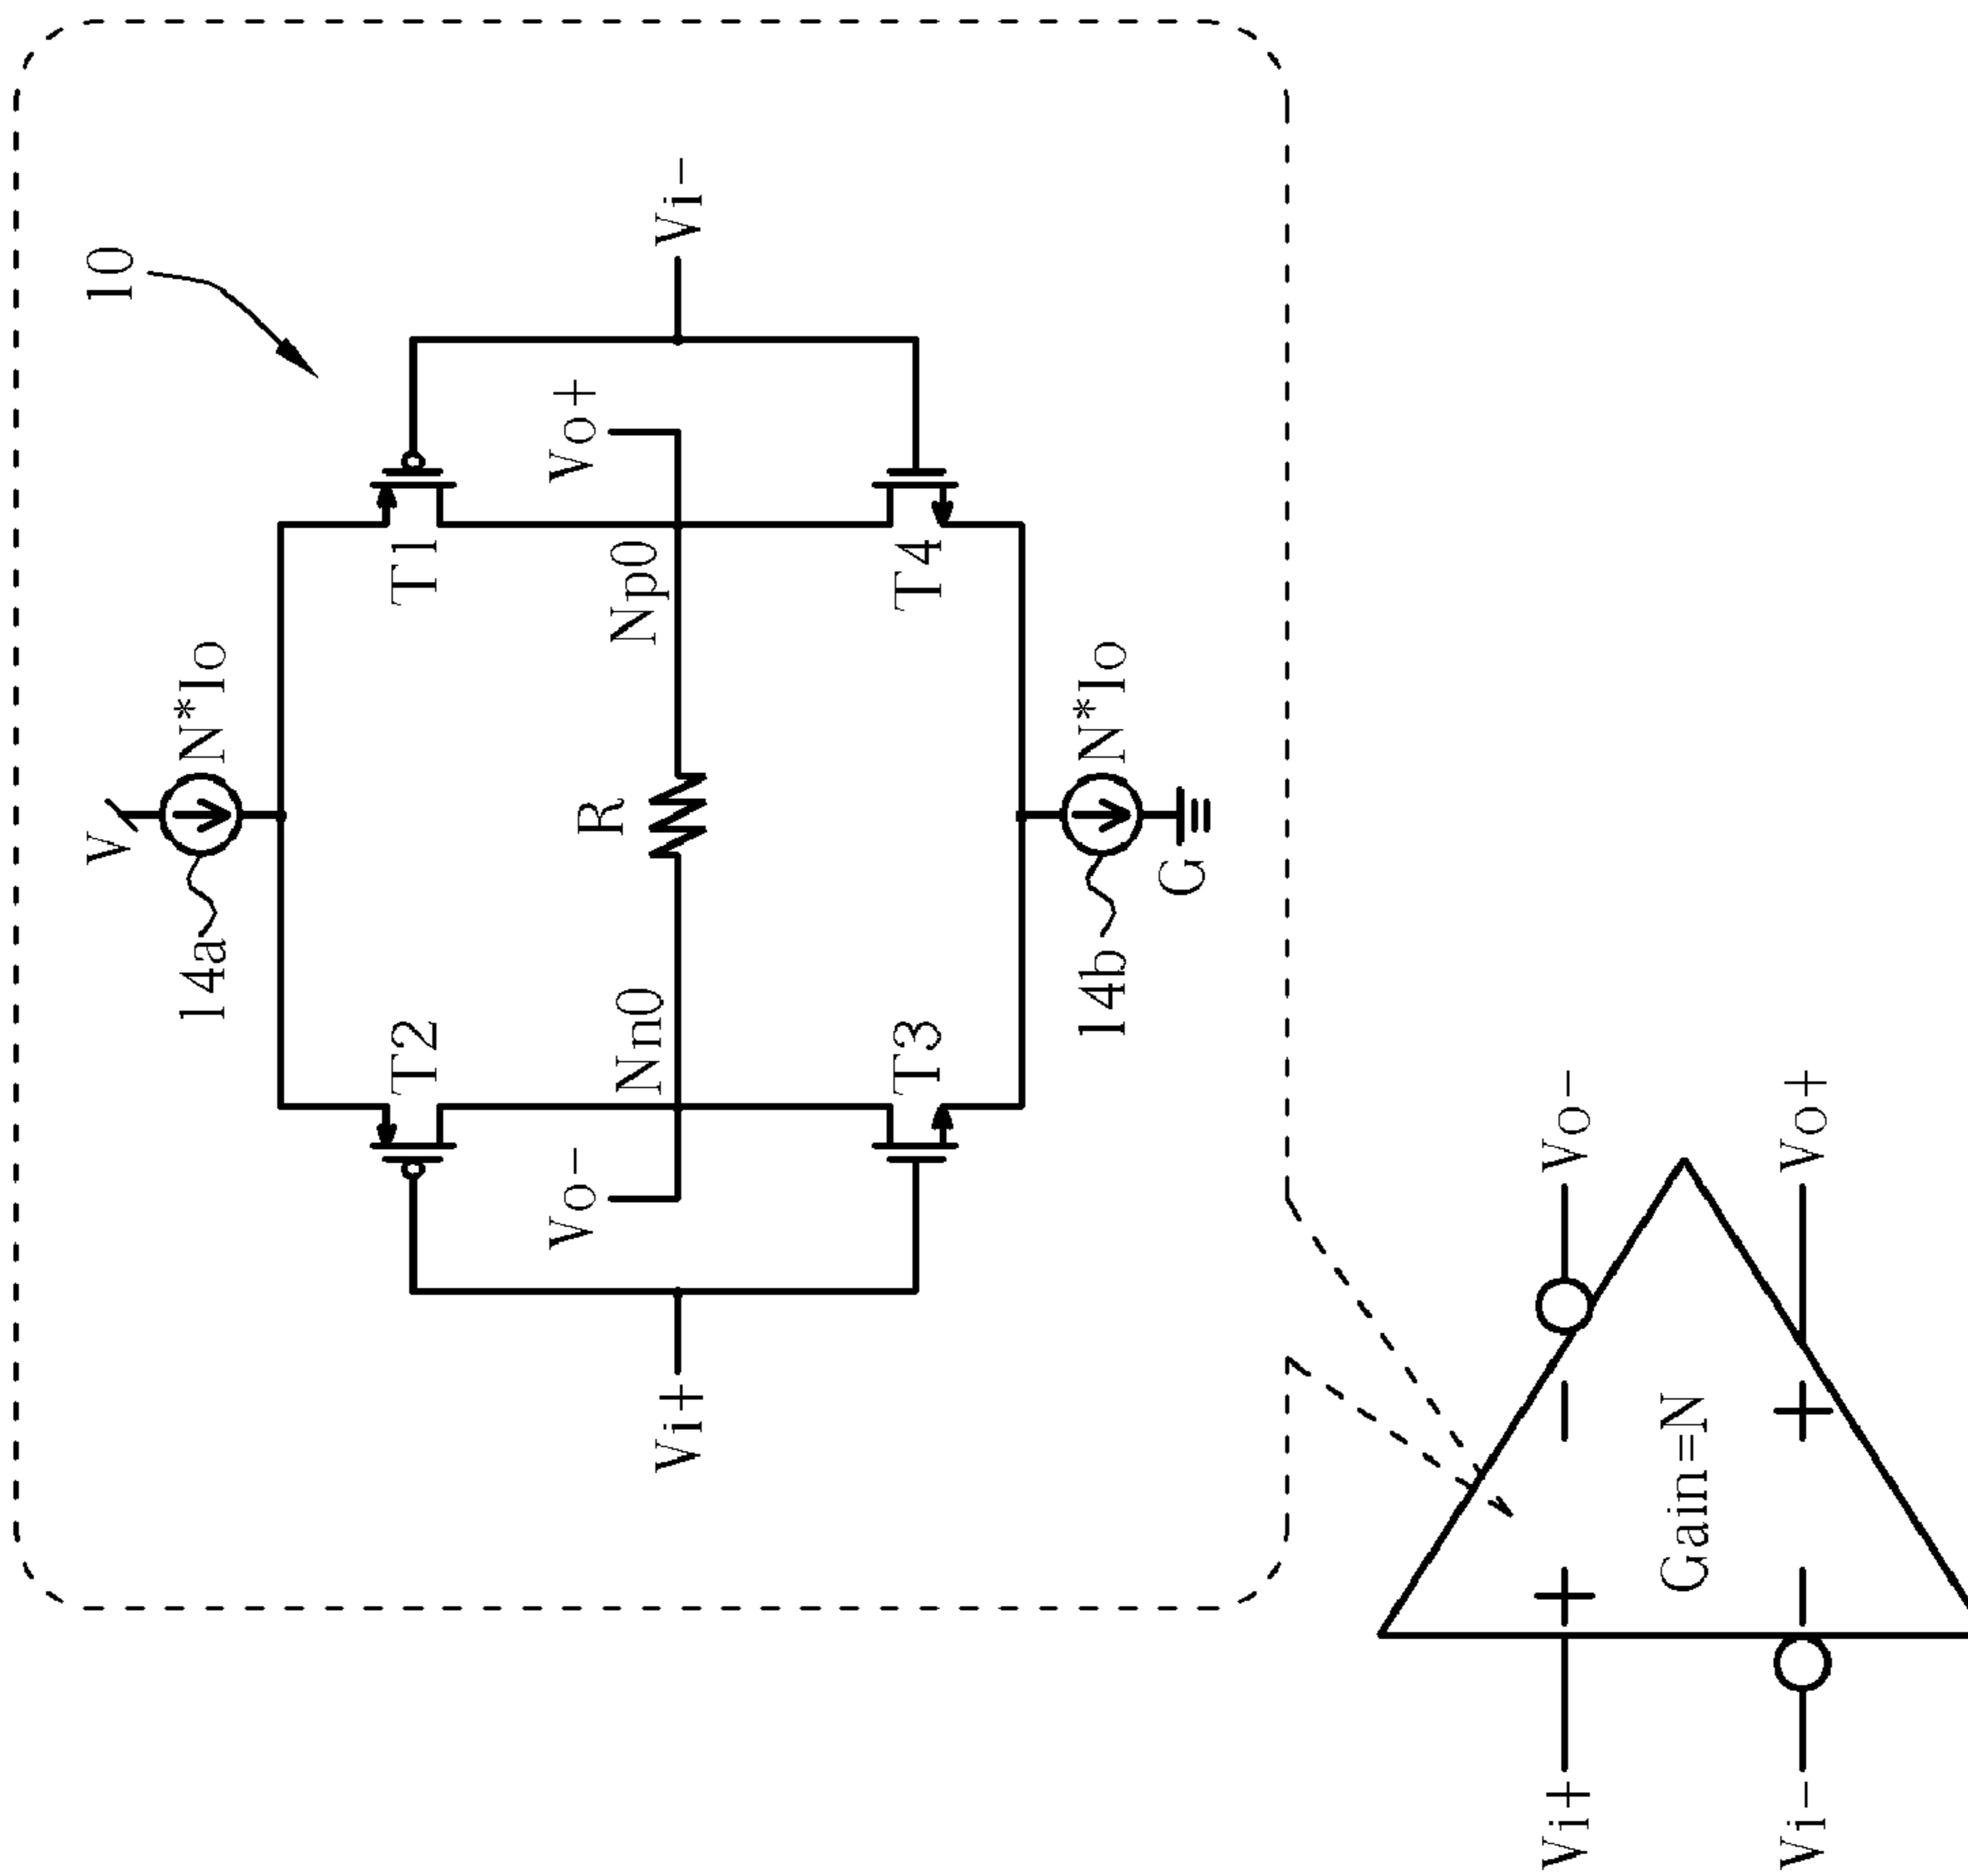 10
V
14a
N*Io
T2
T1
Vo-
Vo+
Nn0
R
Np0
Vi+
Vi-
T3
T4
14b
N*Io
G
Vi+
+
-
Vo-
Gain=N
Vi-
-
+
Vo+